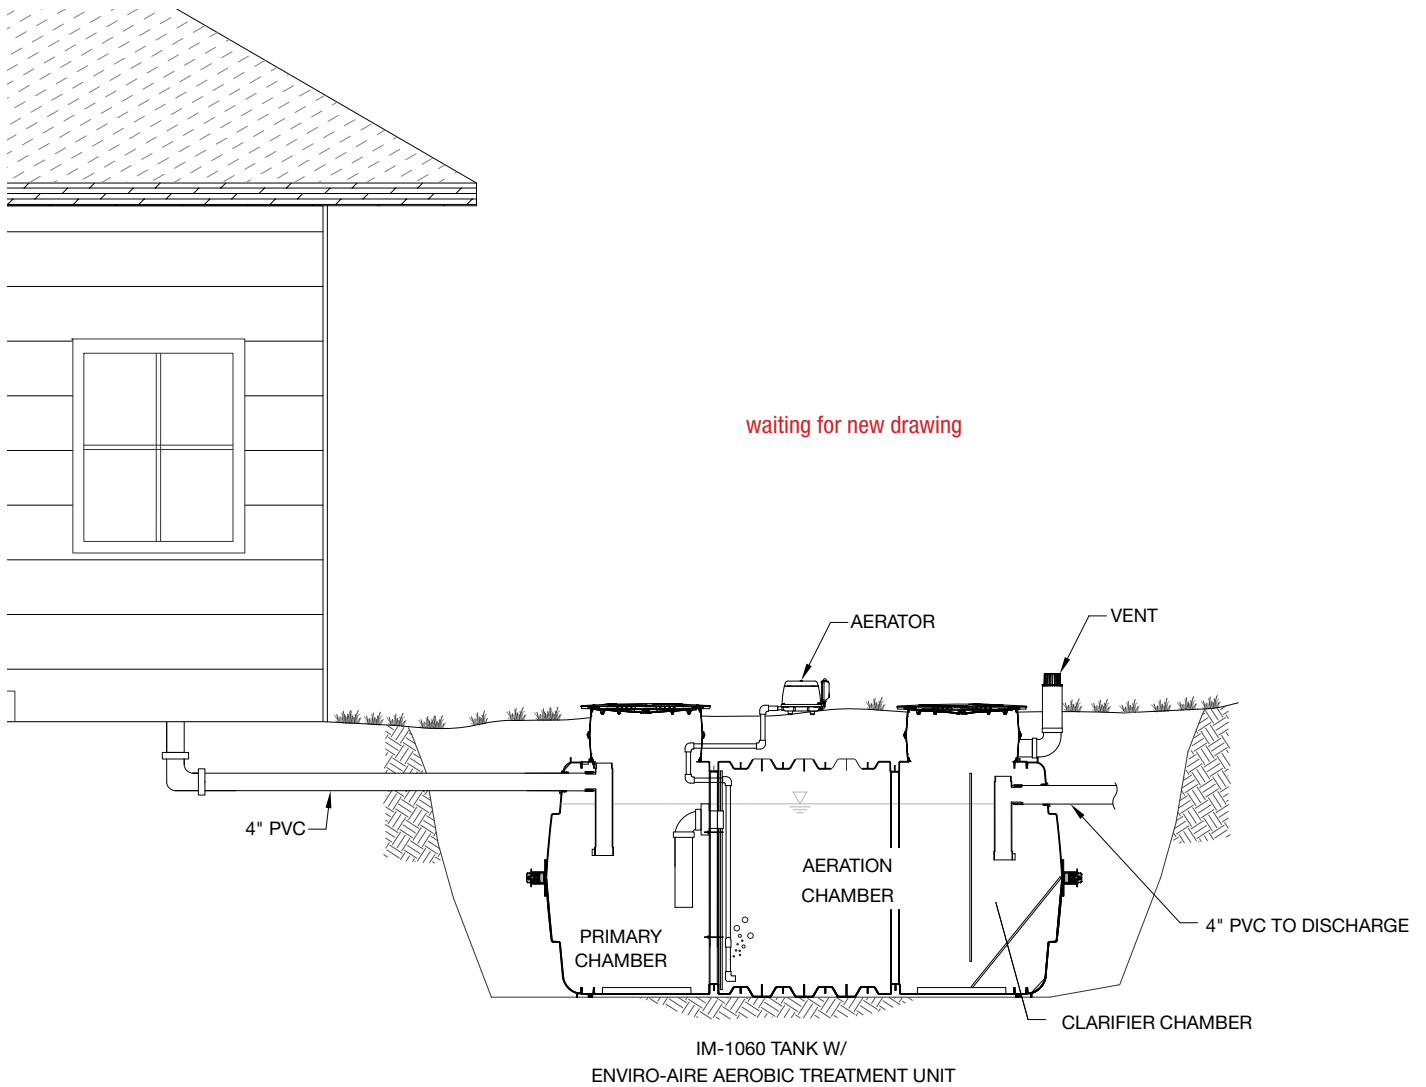 waiting for new drawing
AERATOR
VENT
4" PVC
AERATION
CHAMBER
PRIMARY
CHAMBER
4" PVC TO DISCHARGE
CLARIFIER CHAMBER
IM-1060 TANK W/
ENVIRO-AIRE AEROBIC TREATMENT UNIT